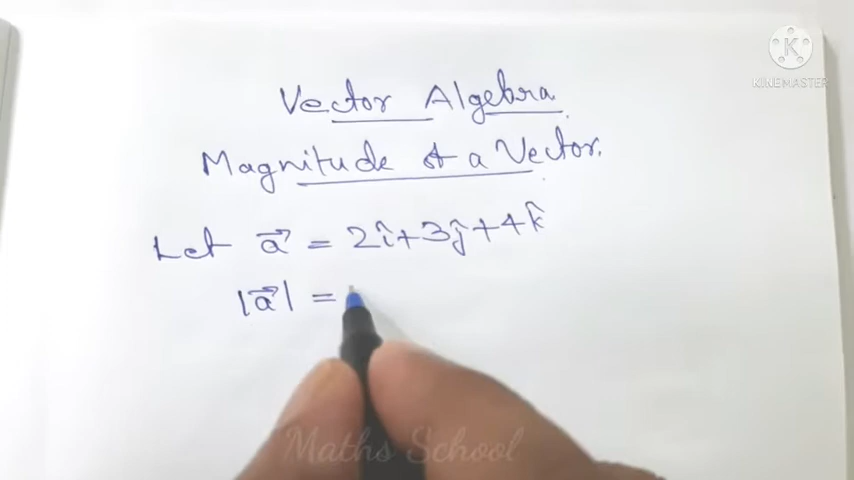 KINEMASTER
Vector Algebra
Magnitude of a Vector.
Let a⃗ = 2î+3ĵ+4k̂
|a⃗| =
Maths School